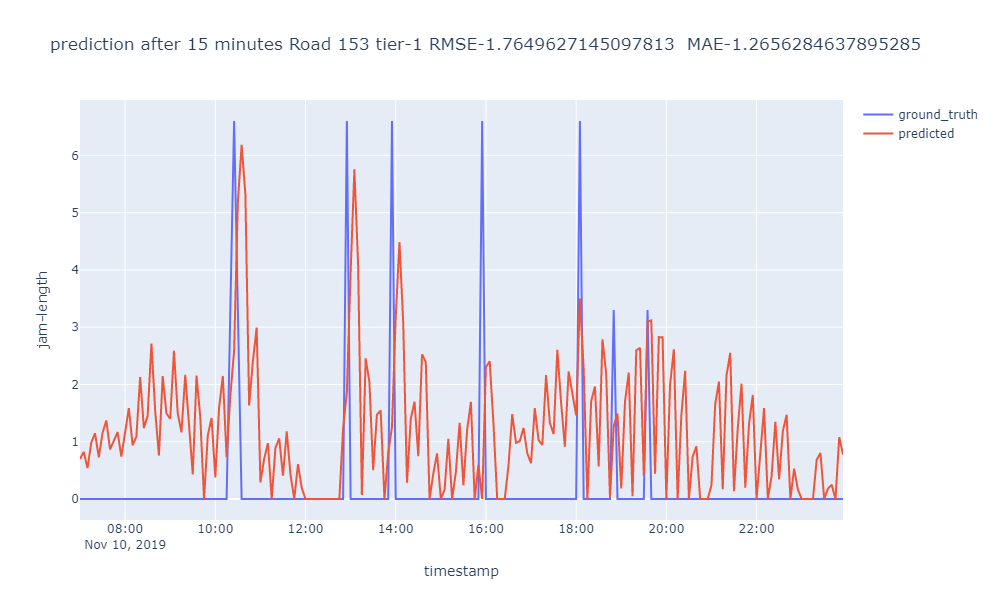 prediction after 15 minutes Road 153 tier-1 RMSE-1.7649627145097813 MAE-1.2656284637895285
ground_truth
predicted
6
5
4
3
2
1
0
jam-length
08:00 10:00 12:00 14:00 16:00 18:00 20:00 22:00
Nov 10, 2019
timestamp